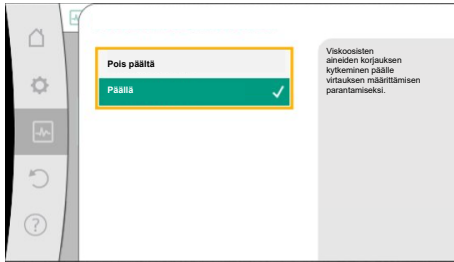 Pois päältä
Päällä
Viskoosisten
aineiden korjauksen
kytkeminen päälle
virtauksen määrittämisen
parantamiseksi.
?